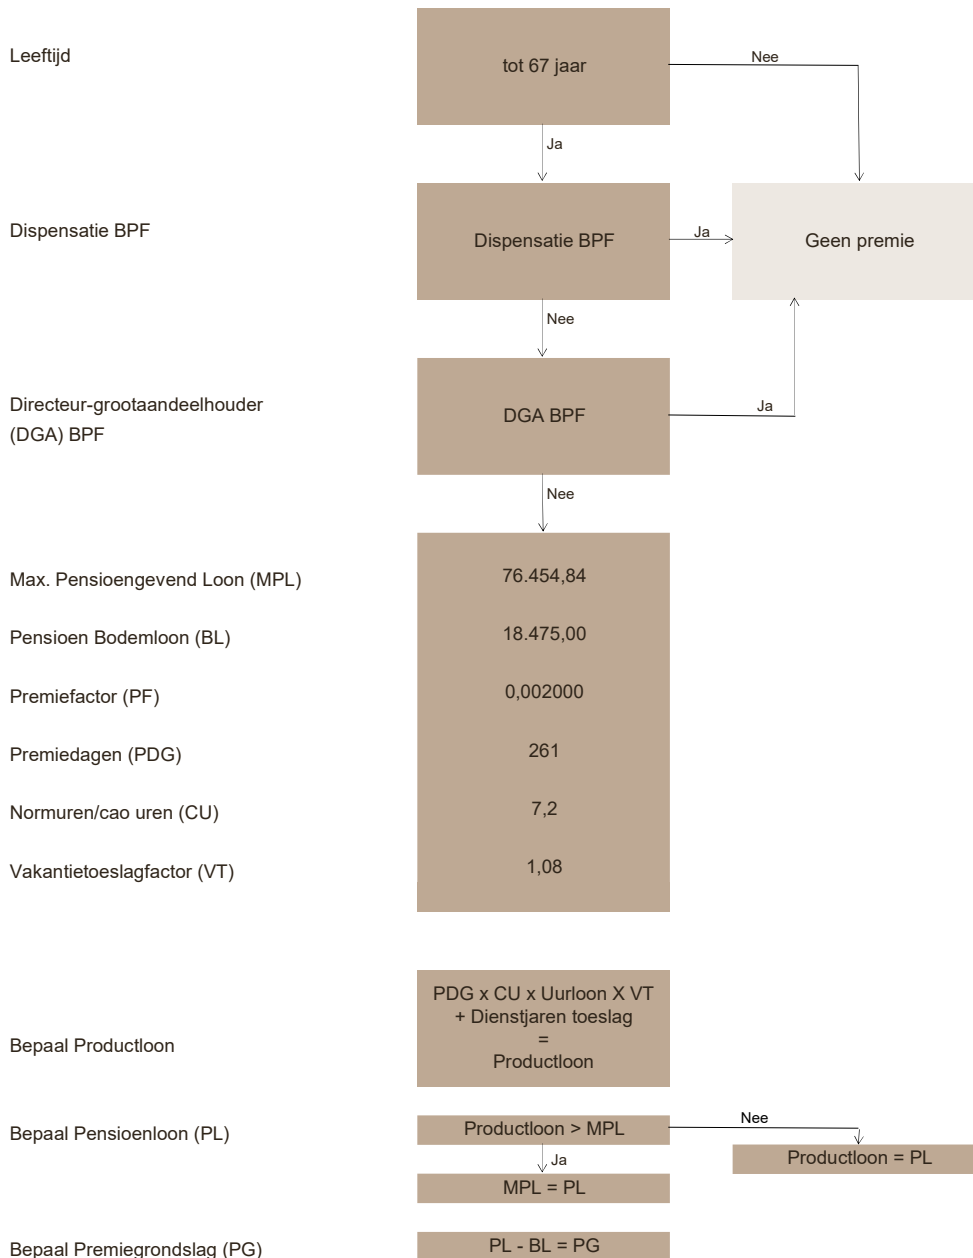 Leeftijd
tot 67 jaar
Nee
Ja
Dispensatie BPF
Dispensatie BPF
Ja
Geen premie
Nee
Directeur-grootaandeelhouder
(DGA) BPF
DGA BPF
Ja
Nee
Max. Pensioengevend Loon (MPL)
76.454,84
Pensioen Bodemloon (BL)
18.475,00
Premiefactor (PF)
0,002000
Premiedagen (PDG)
261
Normuren/cao uren (CU)
7,2
Vakantietoeslagfactor (VT)
1,08
Bepaal Productloon
PDG x CU x Uurloon X VT
+ Dienstjaren toeslag
=
Productloon
Bepaal Pensioenloon (PL)
Productloon > MPL
Nee
Productloon = PL
Ja
MPL = PL
Bepaal Premiegrondslag (PG)
PL - BL = PG